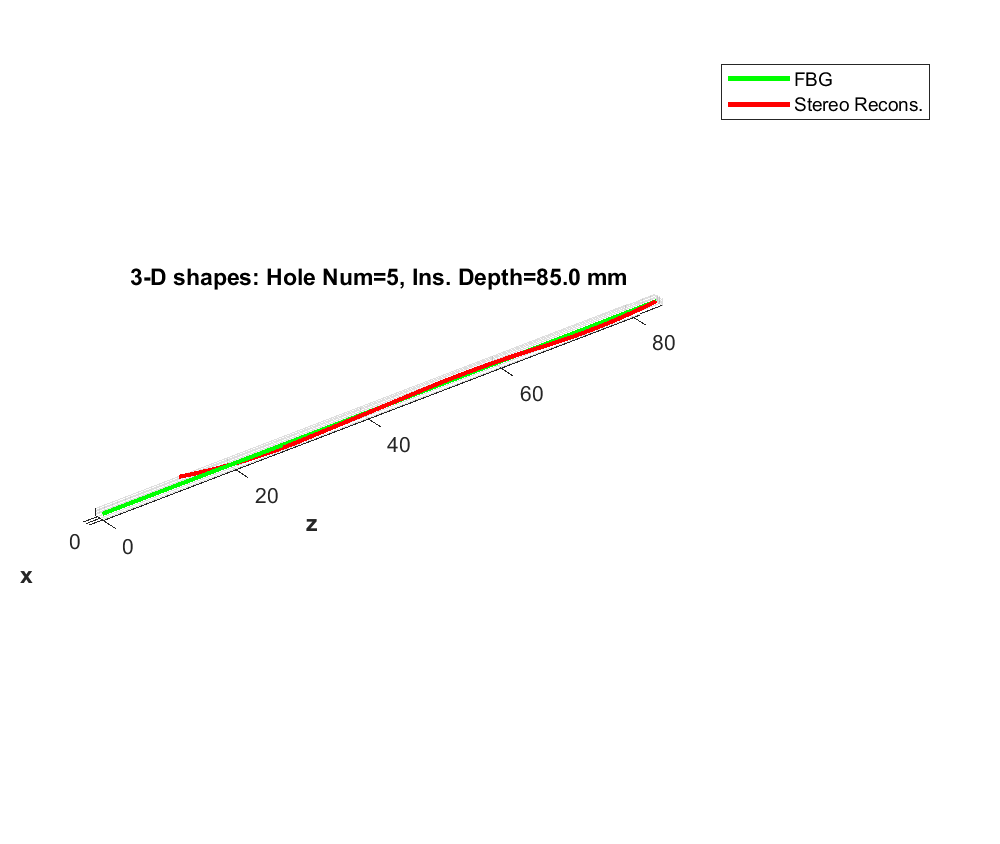 FBG
Stereo Recons.
3-D shapes: Hole Num=5, Ins. Depth=85.0 mm
80
60
40
20
z
0
0
x